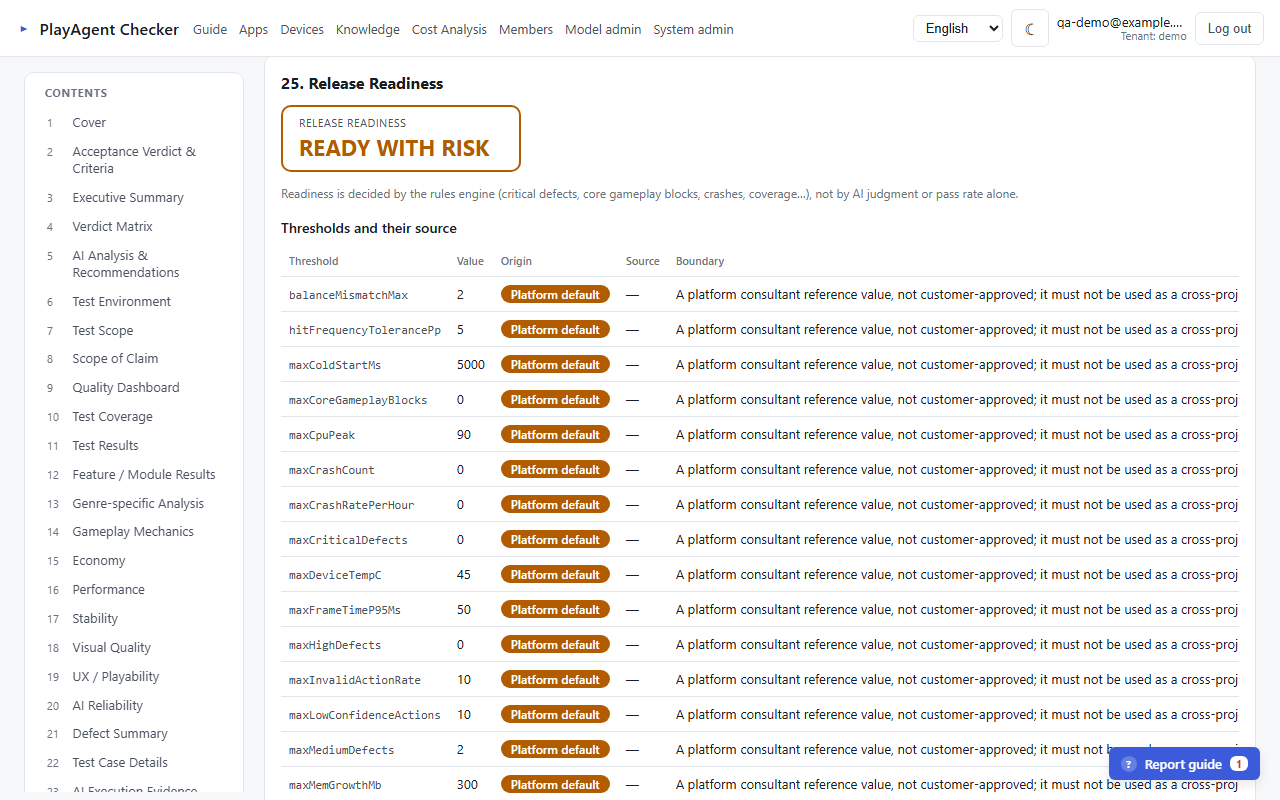 PlayAgent Checker
Guide Apps Devices Knowledge Cost Analysis Members Model admin System admin
English
qa-demo@example....
Tenant: demo
Log out
CONTENTS
1 Cover
2 Acceptance Verdict &
Criteria
3 Executive Summary
4 Verdict Matrix
5 AI Analysis &
Recommendations
6 Test Environment
7 Test Scope
8 Scope of Claim
9 Quality Dashboard
10 Test Coverage
11 Test Results
12 Feature / Module Results
13 Genre-specific Analysis
14 Gameplay Mechanics
15 Economy
16 Performance
17 Stability
18 Visual Quality
19 UX / Playability
20 AI Reliability
21 Defect Summary
22 Test Case Details
23 AI Execution Evidence
25. Release Readiness
RELEASE READINESS
READY WITH RISK
Readiness is decided by the rules engine (critical defects, core gameplay blocks, crashes, coverage…), not by AI judgment or pass rate alone.
Thresholds and their source
Threshold Value Origin Source Boundary
balanceMismatchMax 2 Platform default — A platform consultant reference value, not customer-approved; it must not be used as a cross-proj
hitFrequencyTolerancePp 5 Platform default — A platform consultant reference value, not customer-approved; it must not be used as a cross-proj
maxColdStartMs 5000 Platform default — A platform consultant reference value, not customer-approved; it must not be used as a cross-proj
maxCoreGameplayBlocks 0 Platform default — A platform consultant reference value, not customer-approved; it must not be used as a cross-proj
maxCpuPeak 90 Platform default — A platform consultant reference value, not customer-approved; it must not be used as a cross-proj
maxCrashCount 0 Platform default — A platform consultant reference value, not customer-approved; it must not be used as a cross-proj
maxCrashRatePerHour 0 Platform default — A platform consultant reference value, not customer-approved; it must not be used as a cross-proj
maxCriticalDefects 0 Platform default — A platform consultant reference value, not customer-approved; it must not be used as a cross-proj
maxDeviceTempC 45 Platform default — A platform consultant reference value, not customer-approved; it must not be used as a cross-proj
maxFrameTimeP95Ms 50 Platform default — A platform consultant reference value, not customer-approved; it must not be used as a cross-proj
maxHighDefects 0 Platform default — A platform consultant reference value, not customer-approved; it must not be used as a cross-proj
maxInvalidActionRate 10 Platform default — A platform consultant reference value, not customer-approved; it must not be used as a cross-proj
maxLowConfidenceActions 10 Platform default — A platform consultant reference value, not customer-approved; it must not be used as a cross-proj
maxMediumDefects 2 Platform default — A platform consultant reference value, not customer-approved; it must not
maxMemGrowthMb 300 Platform default — A platform consultant reference value, not customer-approved; it must not be used as a cross-proj
? Report guide 1